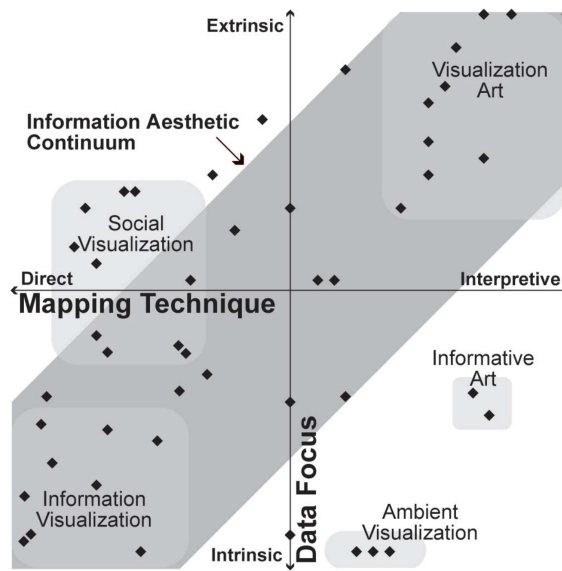 Extrinsic
Visualization
Art
Information Aesthetic
Continuum
Social
Visualization
Direct
Interpretive
Mapping Technique
Informative
Art
Information
Visualization
Data Focus
Ambient
Visualization
Intrinsic